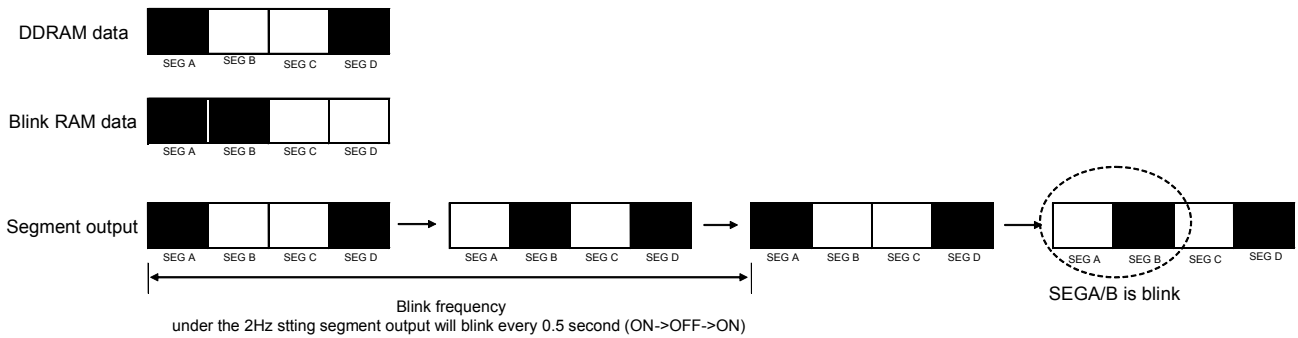 DDRAM data
SEG A SEG B SEG C SEG D
Blink RAM data
SEG A SEG B SEG C SEG D
Segment output
SEG A SEG B SEG C SEG D
SEG A SEG B SEG C SEG D
SEG A SEG B SEG C SEG D
SEG A SEG B SEG C SEG D
Blink frequency
under the 2Hz stting segment output will blink every 0.5 second (ON->OFF->ON)
SEGA/B is blink